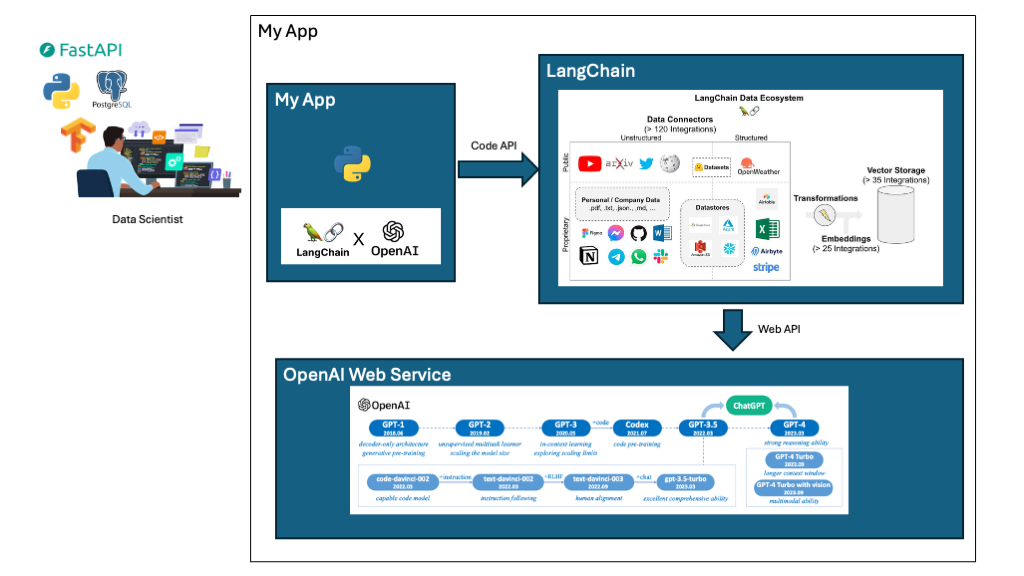 FastAPI
PostgreSQL
Data Scientist
My App
My App
LangChain
X
OpenAI
Code API
LangChain
LangChain Data Ecosystem
Data Connectors
(> 120 Integrations)
Unstructured
Structured
Public
arXiv
Datasets
OpenWeather
Proprietary
Personal / Company Data
.pdf, .txt, .json., .md, ...
Figma
Datastores
Azure
Amazon S3
Airtable
Airbyte
stripe
Transformations
Embeddings
(> 25 Integrations)
Vector Storage
(> 35 Integrations)
Web API
OpenAI Web Service
OpenAI
ChatGPT
GPT-1
2018.06
decoder-only architecture
generative pre-training
GPT-2
2019.02
unsupervised multitask learner
scaling the model size
GPT-3
2020.05
in-context learning
exploring scaling limits
+code
Codex
2021.07
code pre-training
GPT-3.5
2022.03
GPT-4
2023.03
strong reasoning ability
code-davinci-002
2022.03
capable code model
+instruction
text-davinci-002
2022.03
instruction following
+RLHF
text-davinci-003
2022.09
human alignment
+chat
gpt-3.5-turbo
2023.03
excellent comprehensive ability
GPT-4 Turbo
2023.09
longer context window
GPT-4 Turbo with vision
2023.09
multimodal ability